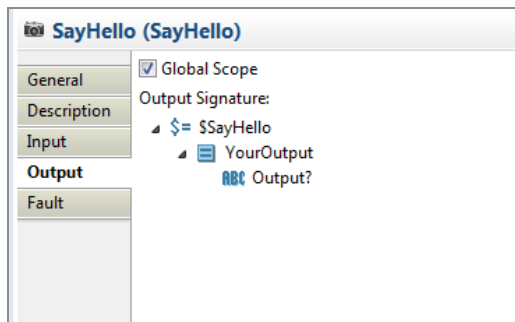 SayHello (SayHello)
General
Description
Input
Output
Fault
Global Scope
Output Signature:
$= $SayHello
YourOutput
ABC Output?